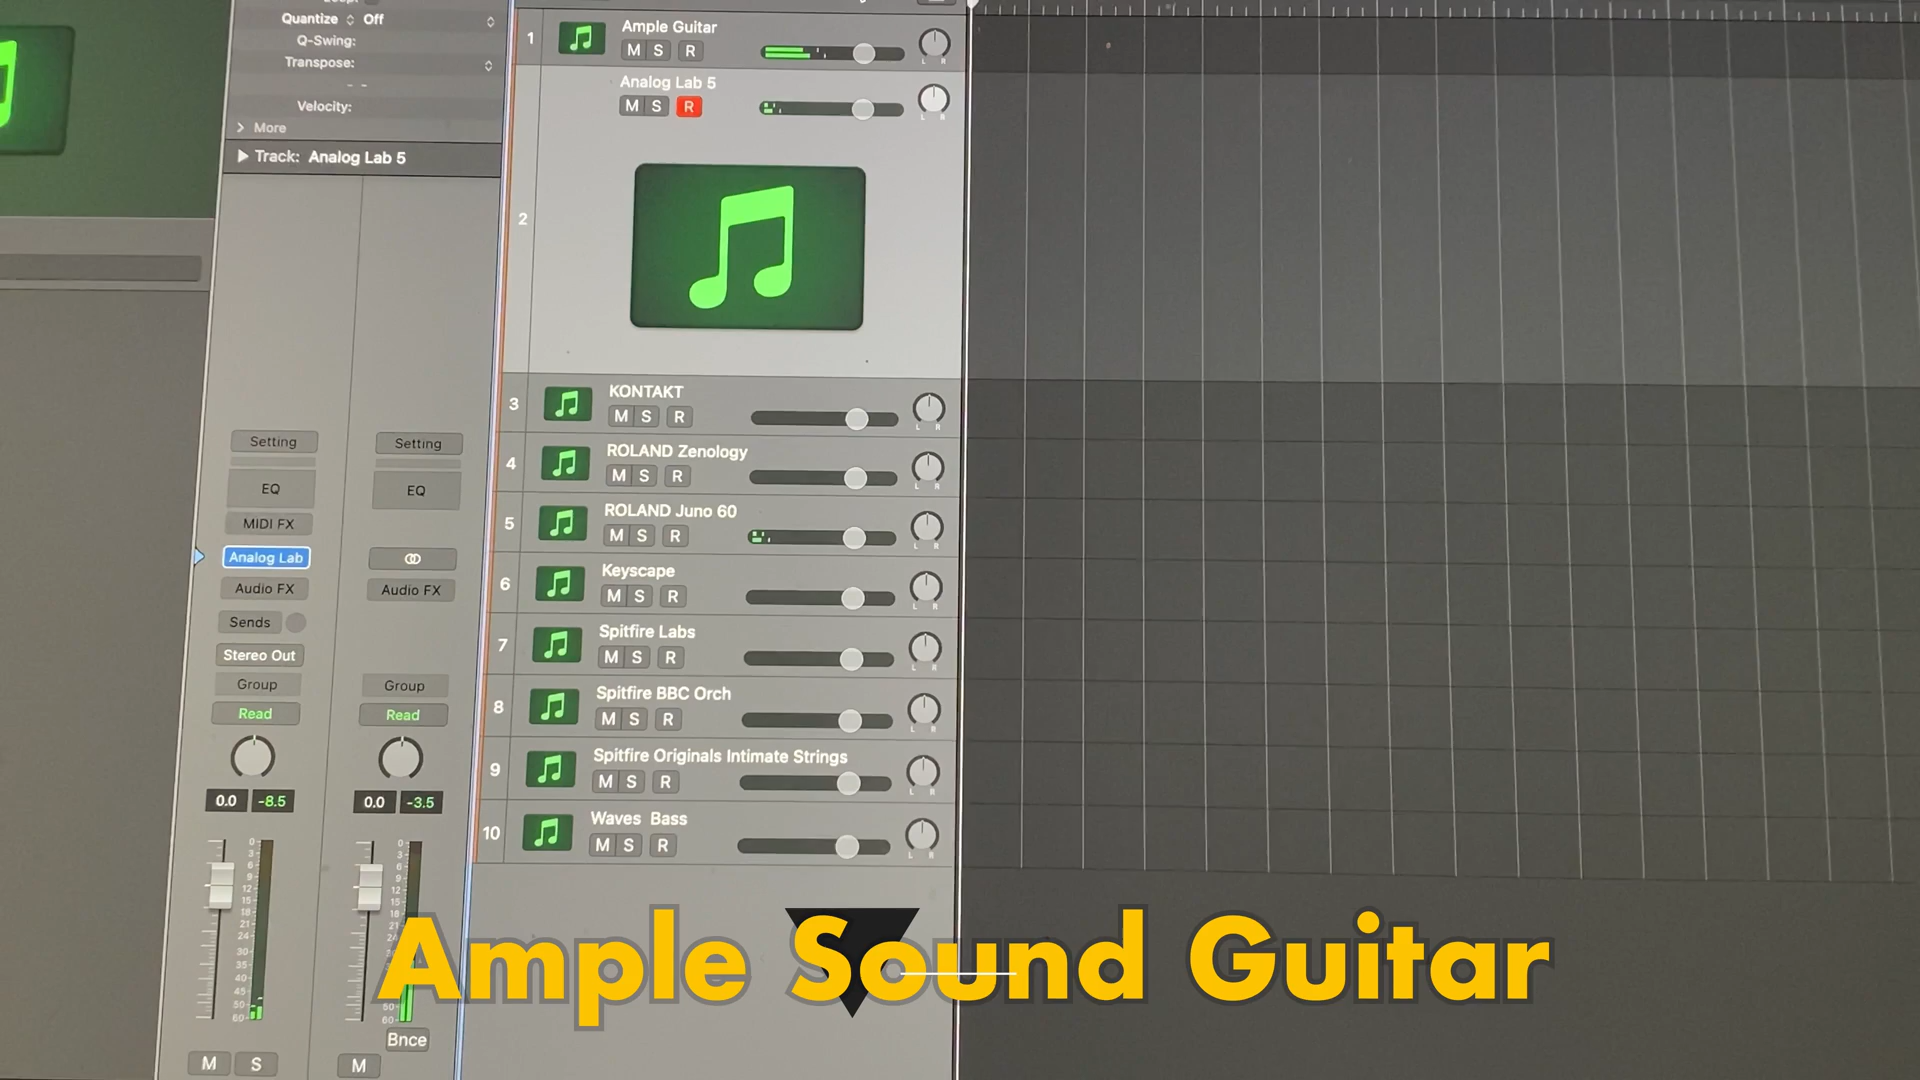 Quantize Off
Q-Swing:
Transpose:
- -
Velocity:
> More
Track: Analog Lab 5
Setting Setting
EQ EQ
MIDI FX
Analog Lab
Audio FX Audio FX
Sends
Stereo Out
Group Group
Read Read
0.0 -8.5 0.0 -3.5
Bnce
M S M
1 Ample Guitar
M S R
L R
2 Analog Lab 5
M S R
L R
3 KONTAKT
M S R
L R
4 ROLAND Zenology
M S R
L R
5 ROLAND Juno 60
M S R
L R
6 Keyscape
M S R
L R
7 Spitfire Labs
M S R
L R
8 Spitfire BBC Orch
M S R
L R
9 Spitfire Originals Intimate Strings
M S R
L R
10 Waves Bass
M S R
L R
Ample Sound Guitar